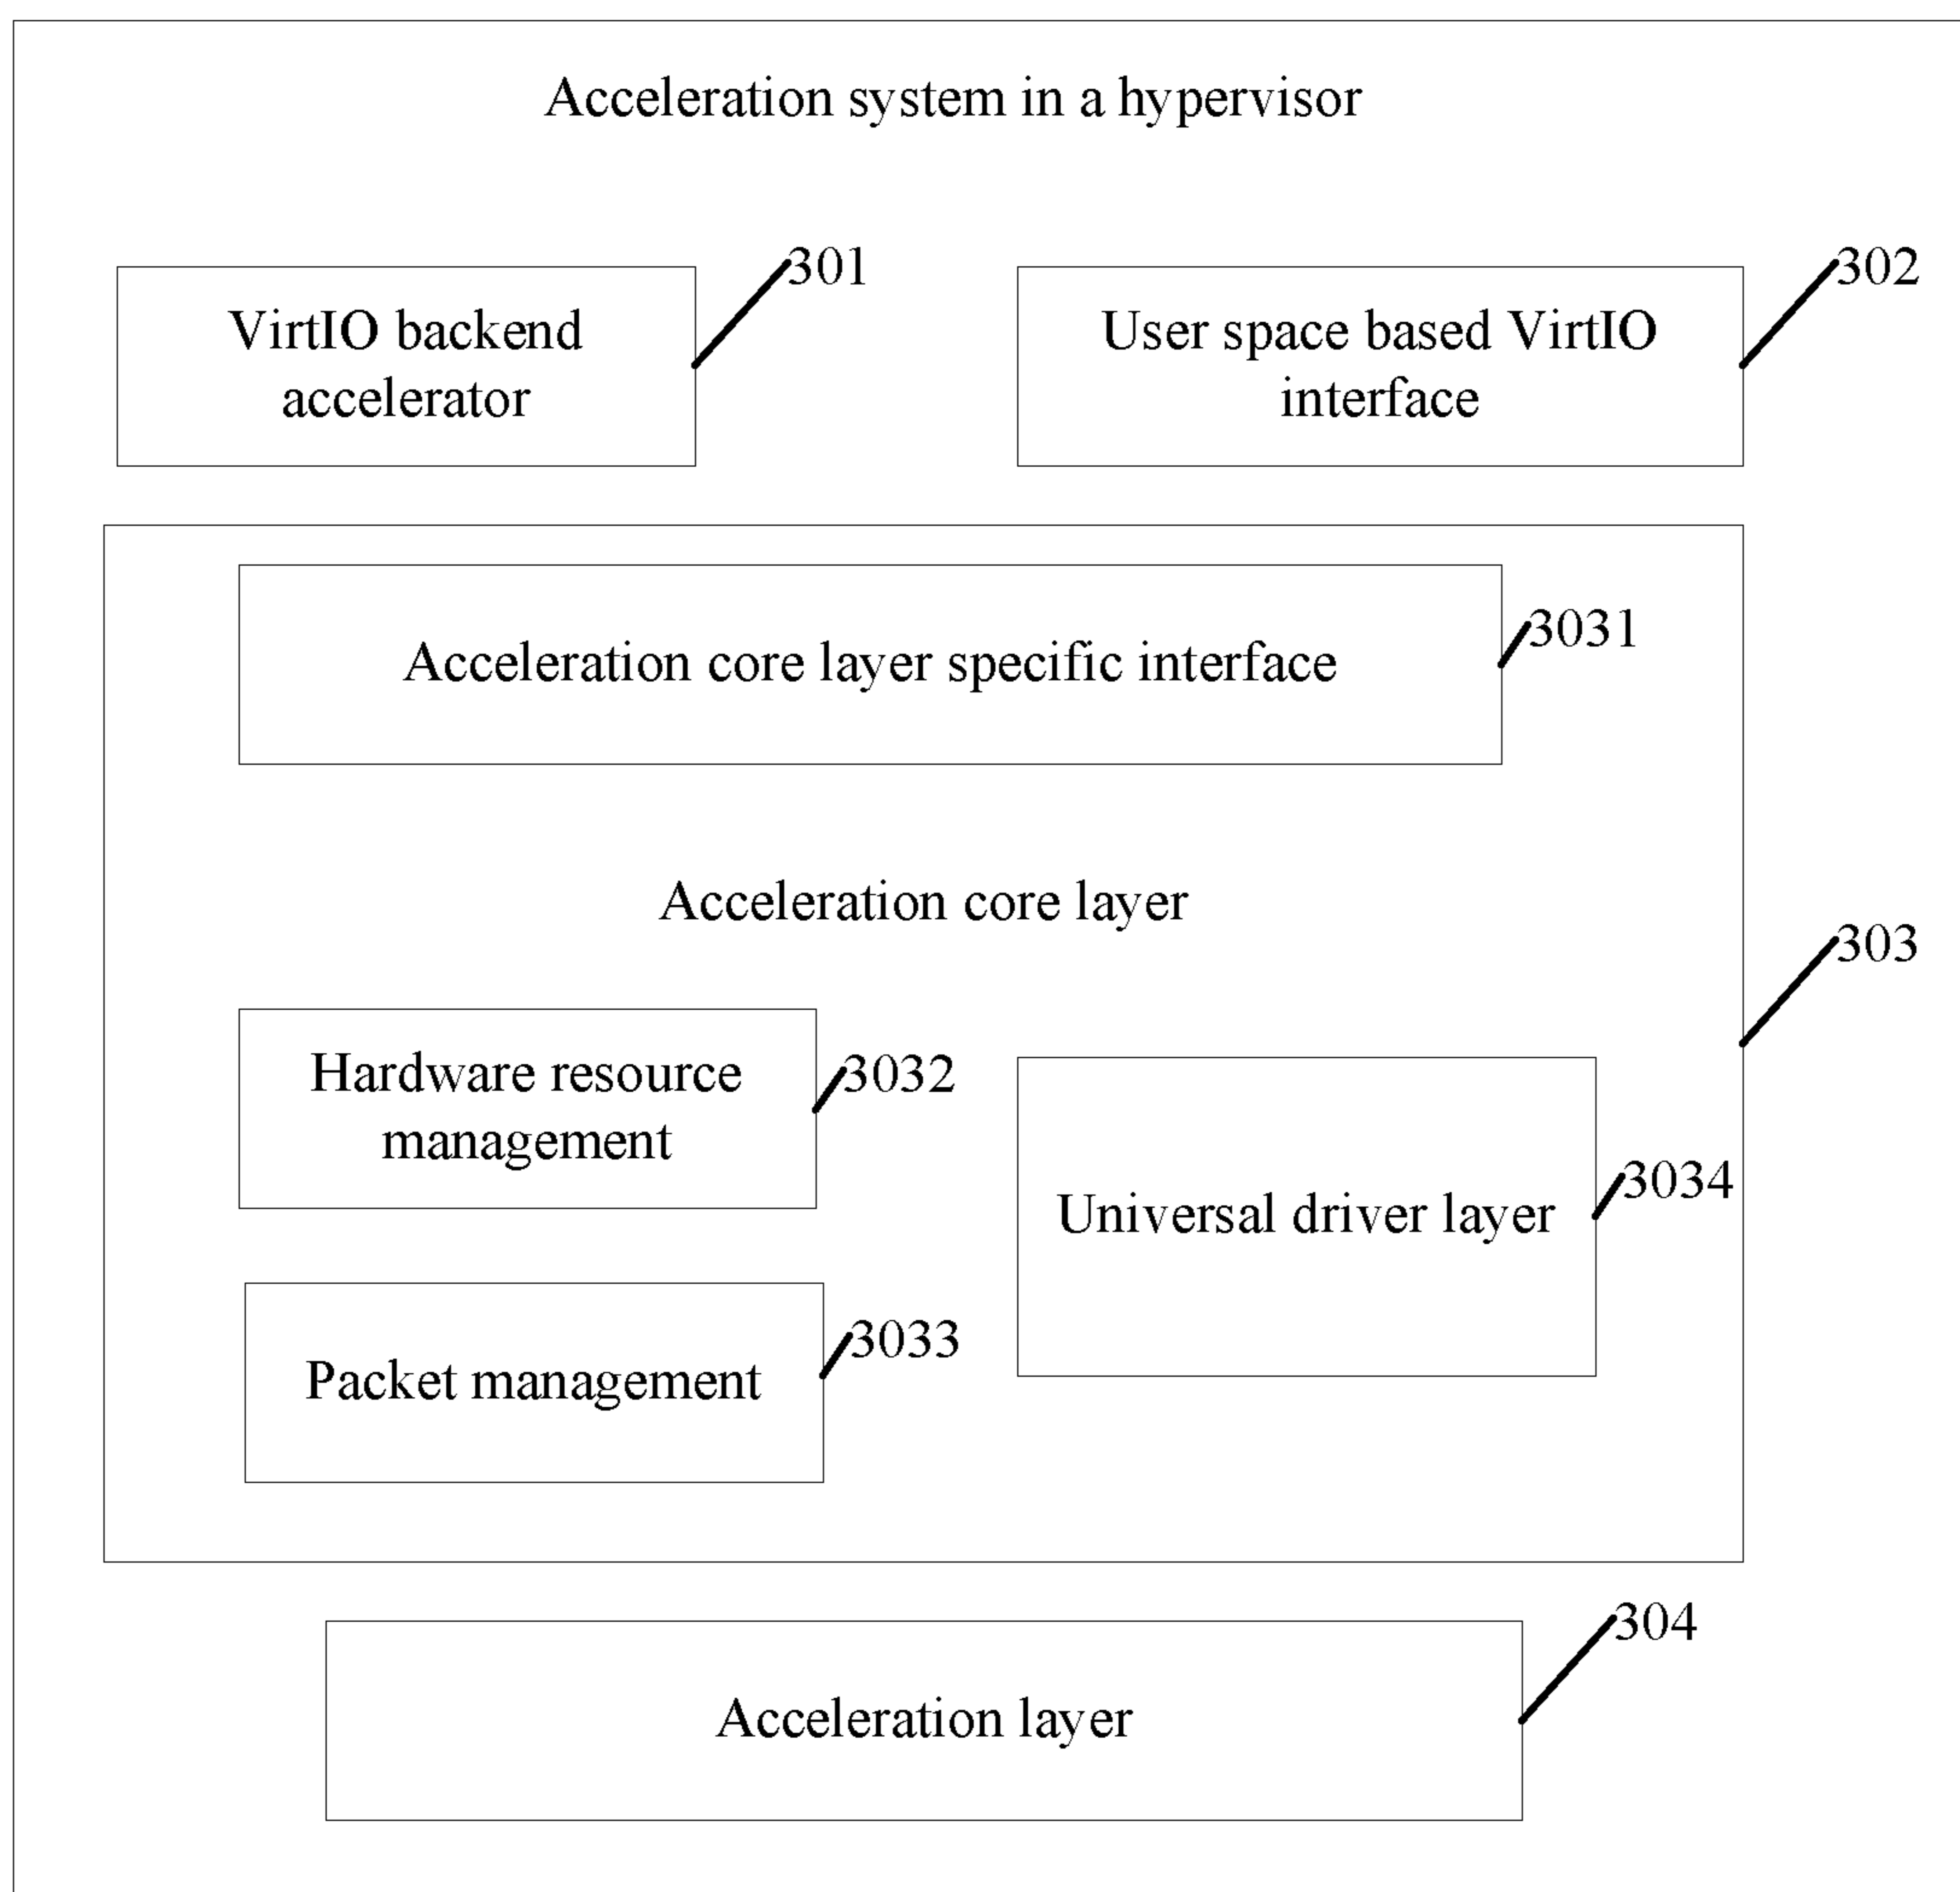 Acceleration system in a hypervisor
301
302
VirtIO backend
accelerator
User space based VirtIO
interface
3031
Acceleration core layer specific interface
Acceleration core layer
303
Hardware resource
management
3032
3034
Universal driver layer
3033
Packet management
304
Acceleration layer